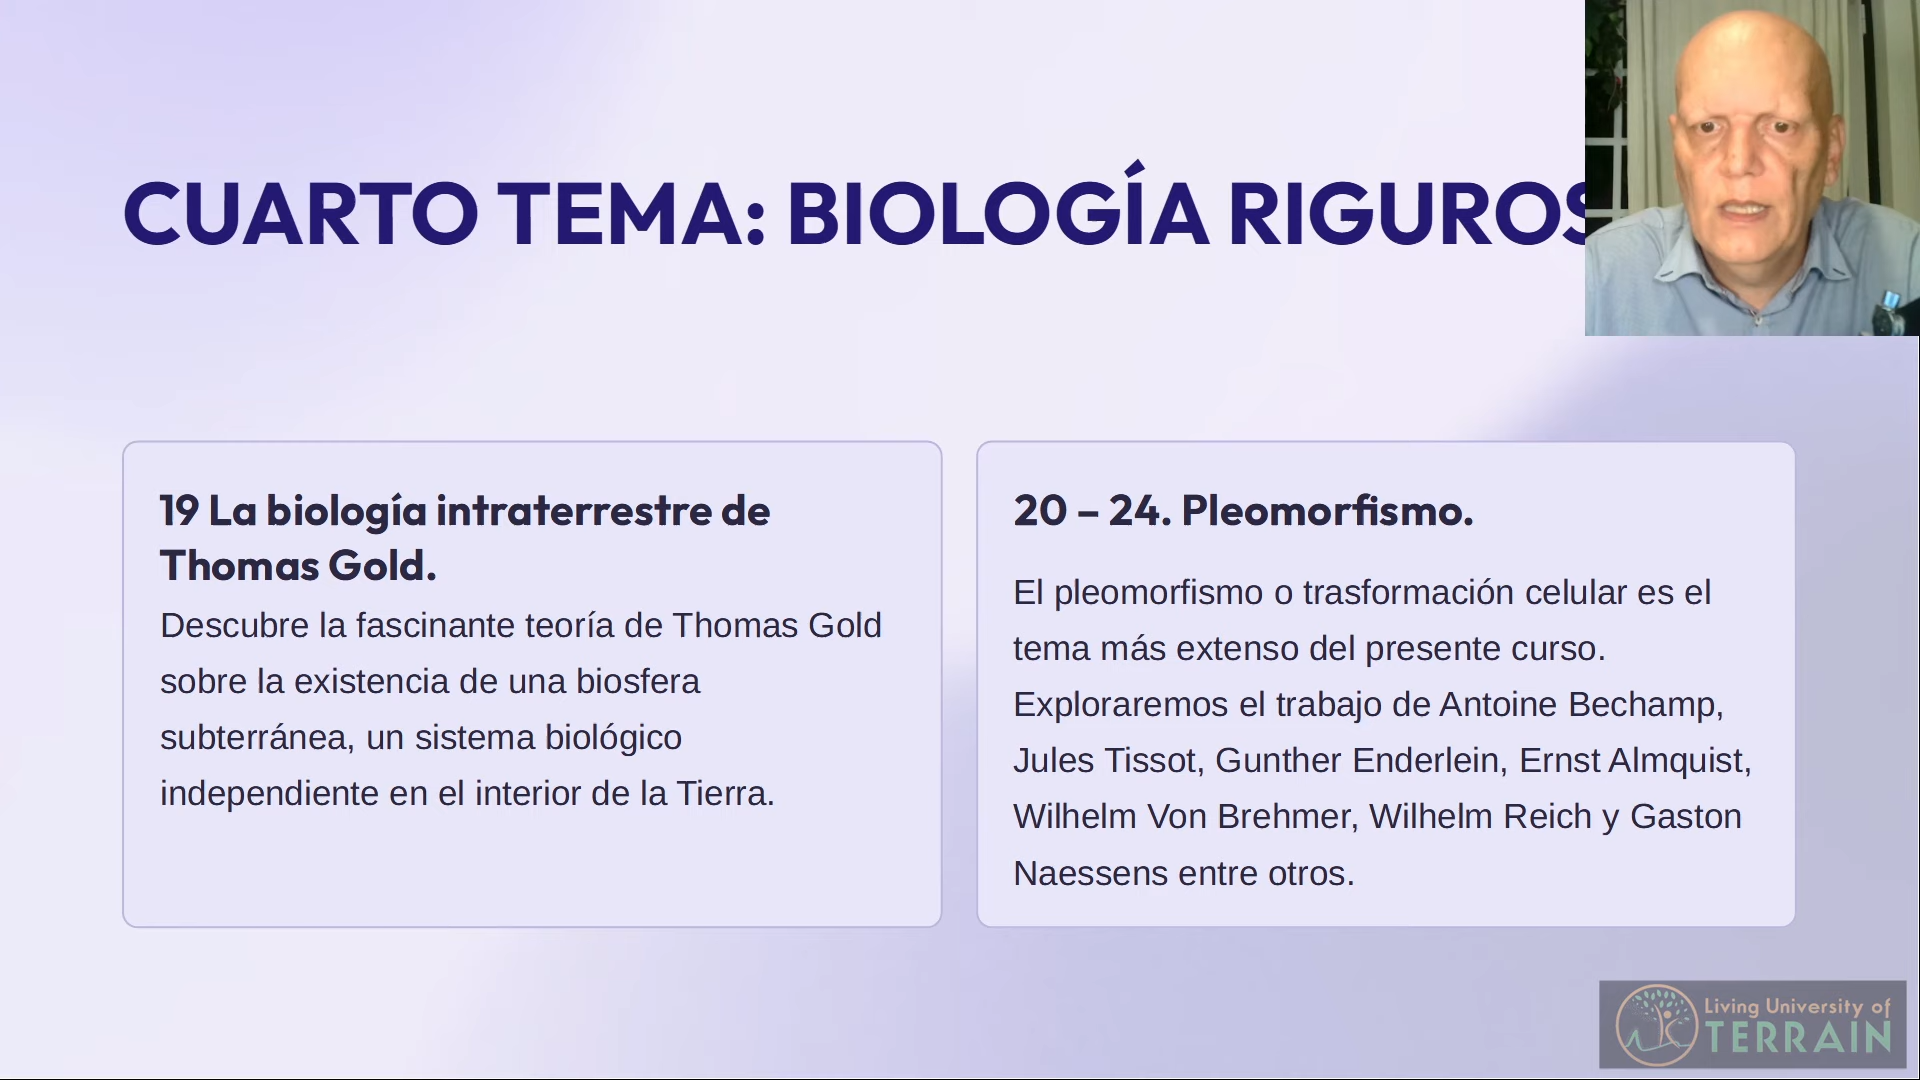 CUARTO TEMA: BIOLOGÍA RIGUROS
19 La biología intraterrestre de
Thomas Gold.
Descubre la fascinante teoría de Thomas Gold
sobre la existencia de una biosfera
subterránea, un sistema biológico
independiente en el interior de la Tierra.
20 – 24. Pleomorfismo.
El pleomorfismo o trasformación celular es el
tema más extenso del presente curso.
Exploraremos el trabajo de Antoine Bechamp,
Jules Tissot, Gunther Enderlein, Ernst Almquist,
Wilhelm Von Brehmer, Wilhelm Reich y Gaston
Naessens entre otros.
Living University of
TERRAIN